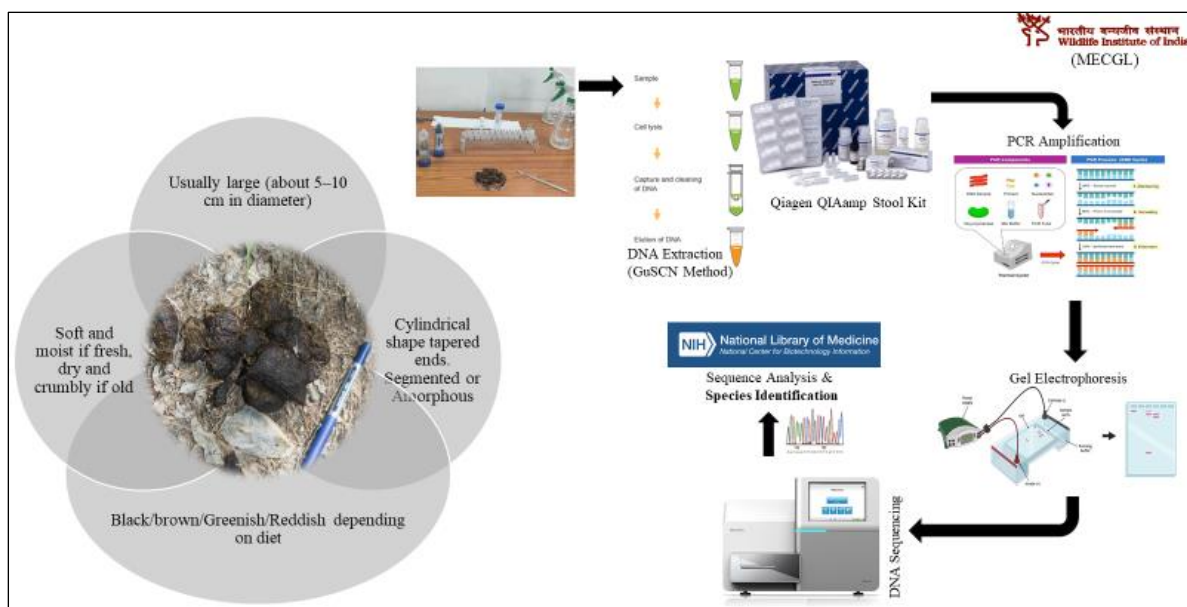 Usually large (about 5–10
cm in diameter)
Soft and
moist if fresh,
dry and
crumbly if old
Cylindrical
shape tapered
ends.
Segmented or
Amorphous
Black/brown/Greenish/Reddish depending
on diet
Sample
Cell lysis
Capture and cleaning
of DNA
Elution of DNA
DNA Extraction
(GuSCN Method)
Qiagen QIAamp Stool Kit
भारतीय वन्यजीव संस्थान
Wildlife Institute of India
(MECGL)
PCR Amplification
Gel Electrophoresis
DNA Sequencing
NIH National Library of Medicine
National Center for Biotechnology Information
Sequence Analysis &
Species Identification